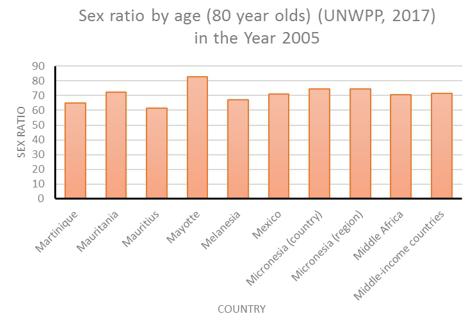 Sex ratio by age (80 year olds) (UNWPP, 2017)
in the Year 2005
90
80
70
60
50
40
30
20
10
0
SEX RATIO
Martinique
Mauritania
Mauritius
Mayotte
Melanesia
Mexico
Micronesia (country)
Micronesia (region)
Middle Africa
Middle-income countries
COUNTRY